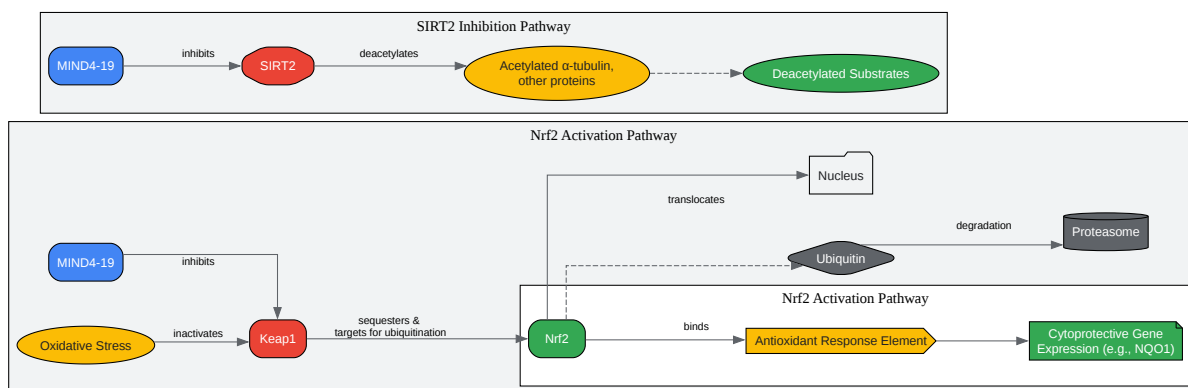 SIRT2 Inhibition Pathway
MIND4-19
inhibits
SIRT2
deacetylates
Acetylated α-tubulin,
other proteins
Deacetylated Substrates
Nrf2 Activation Pathway
Nucleus
translocates
Proteasome
degradation
Ubiquitin
MIND4-19
inhibits
Nrf2 Activation Pathway
Oxidative Stress
inactivates
Keap1
sequesters &
targets for ubiquitination
Nrf2
binds
Antioxidant Response Element
Cytoprotective Gene
Expression (e.g., NQO1)